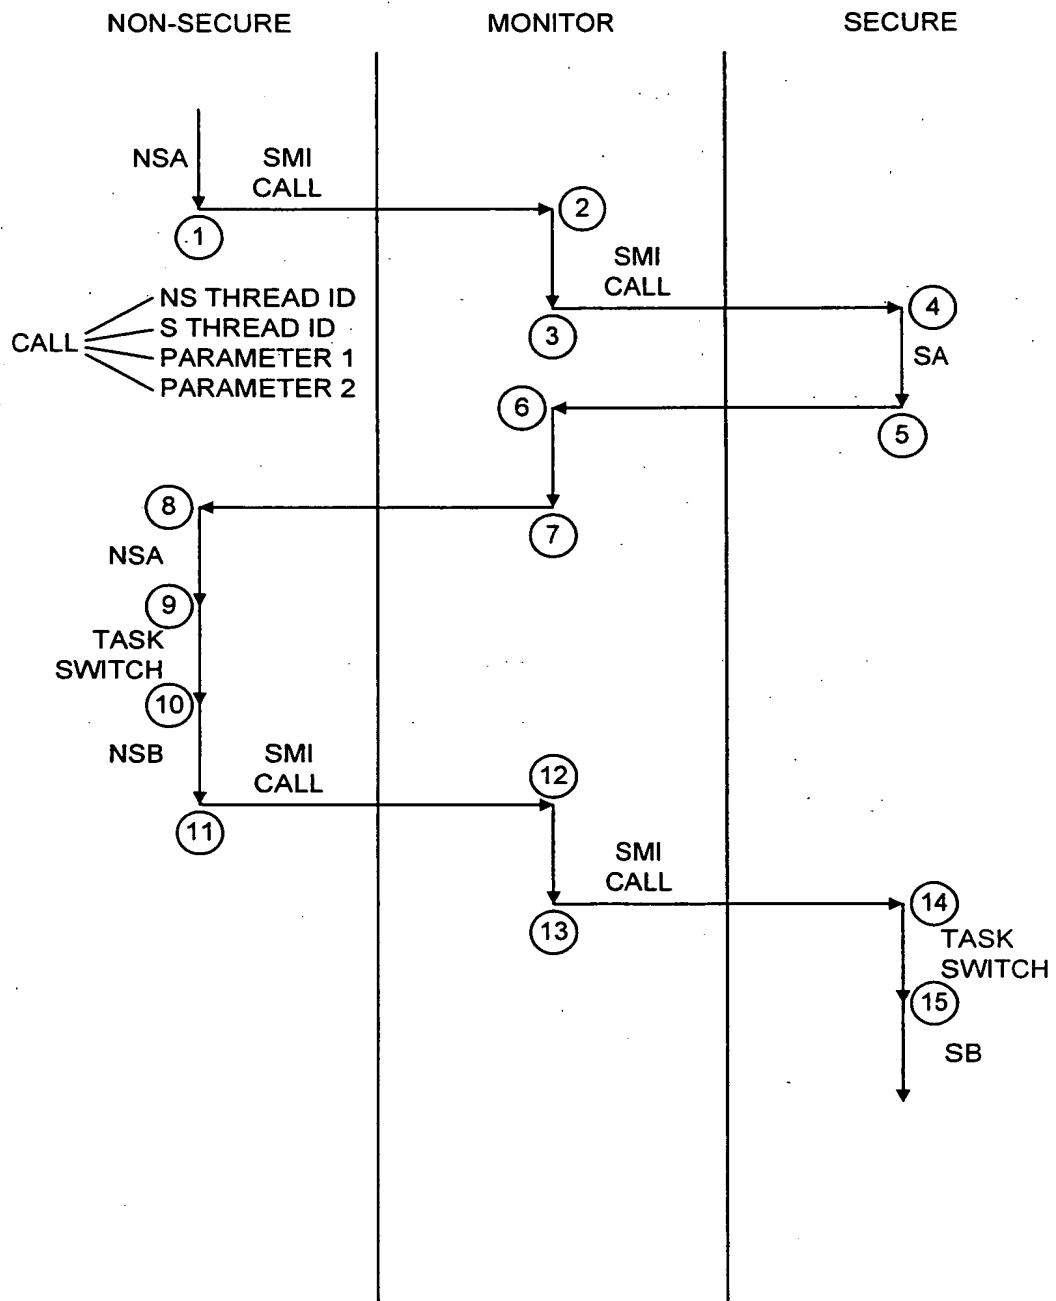 NON-SECURE MONITOR SECURE
NSA
SMI
CALL
1
2
SMI
CALL
3
4
CALL
NS THREAD ID
S THREAD ID
PARAMETER 1
PARAMETER 2
SA
5
6
7
8
NSA
9
TASK
SWITCH
10
NSB
SMI
CALL
11
12
SMI
CALL
13
14
TASK
SWITCH
15
SB